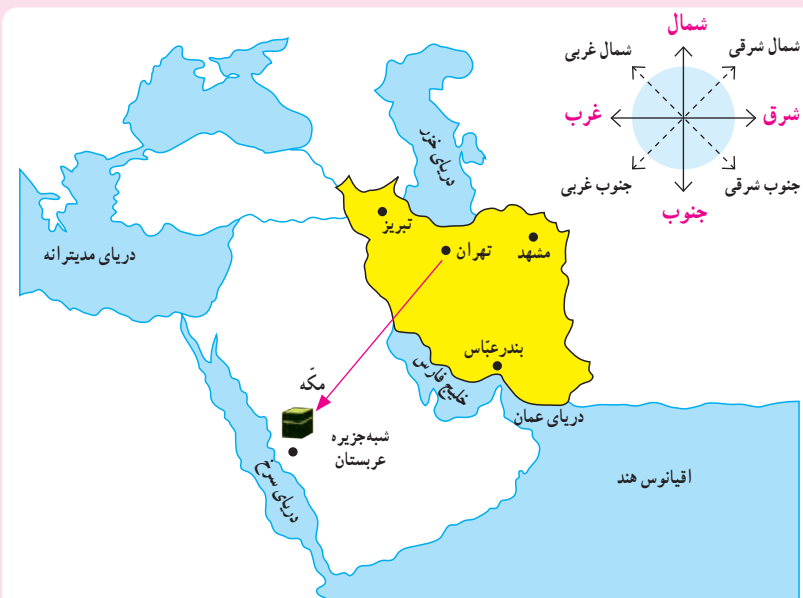 شمال
شمال شرقی
شمال غربی
شرق
غرب
جنوب شرقی
جنوب غربی
جنوب
دریای خزر
تبریز
تهران
مشهد
دریای مدیترانه
بندرعبّاس
خلیج فارس
مکّه
دریای عمان
شبه‌جزیره
عربستان
دریای سرخ
اقیانوس هند